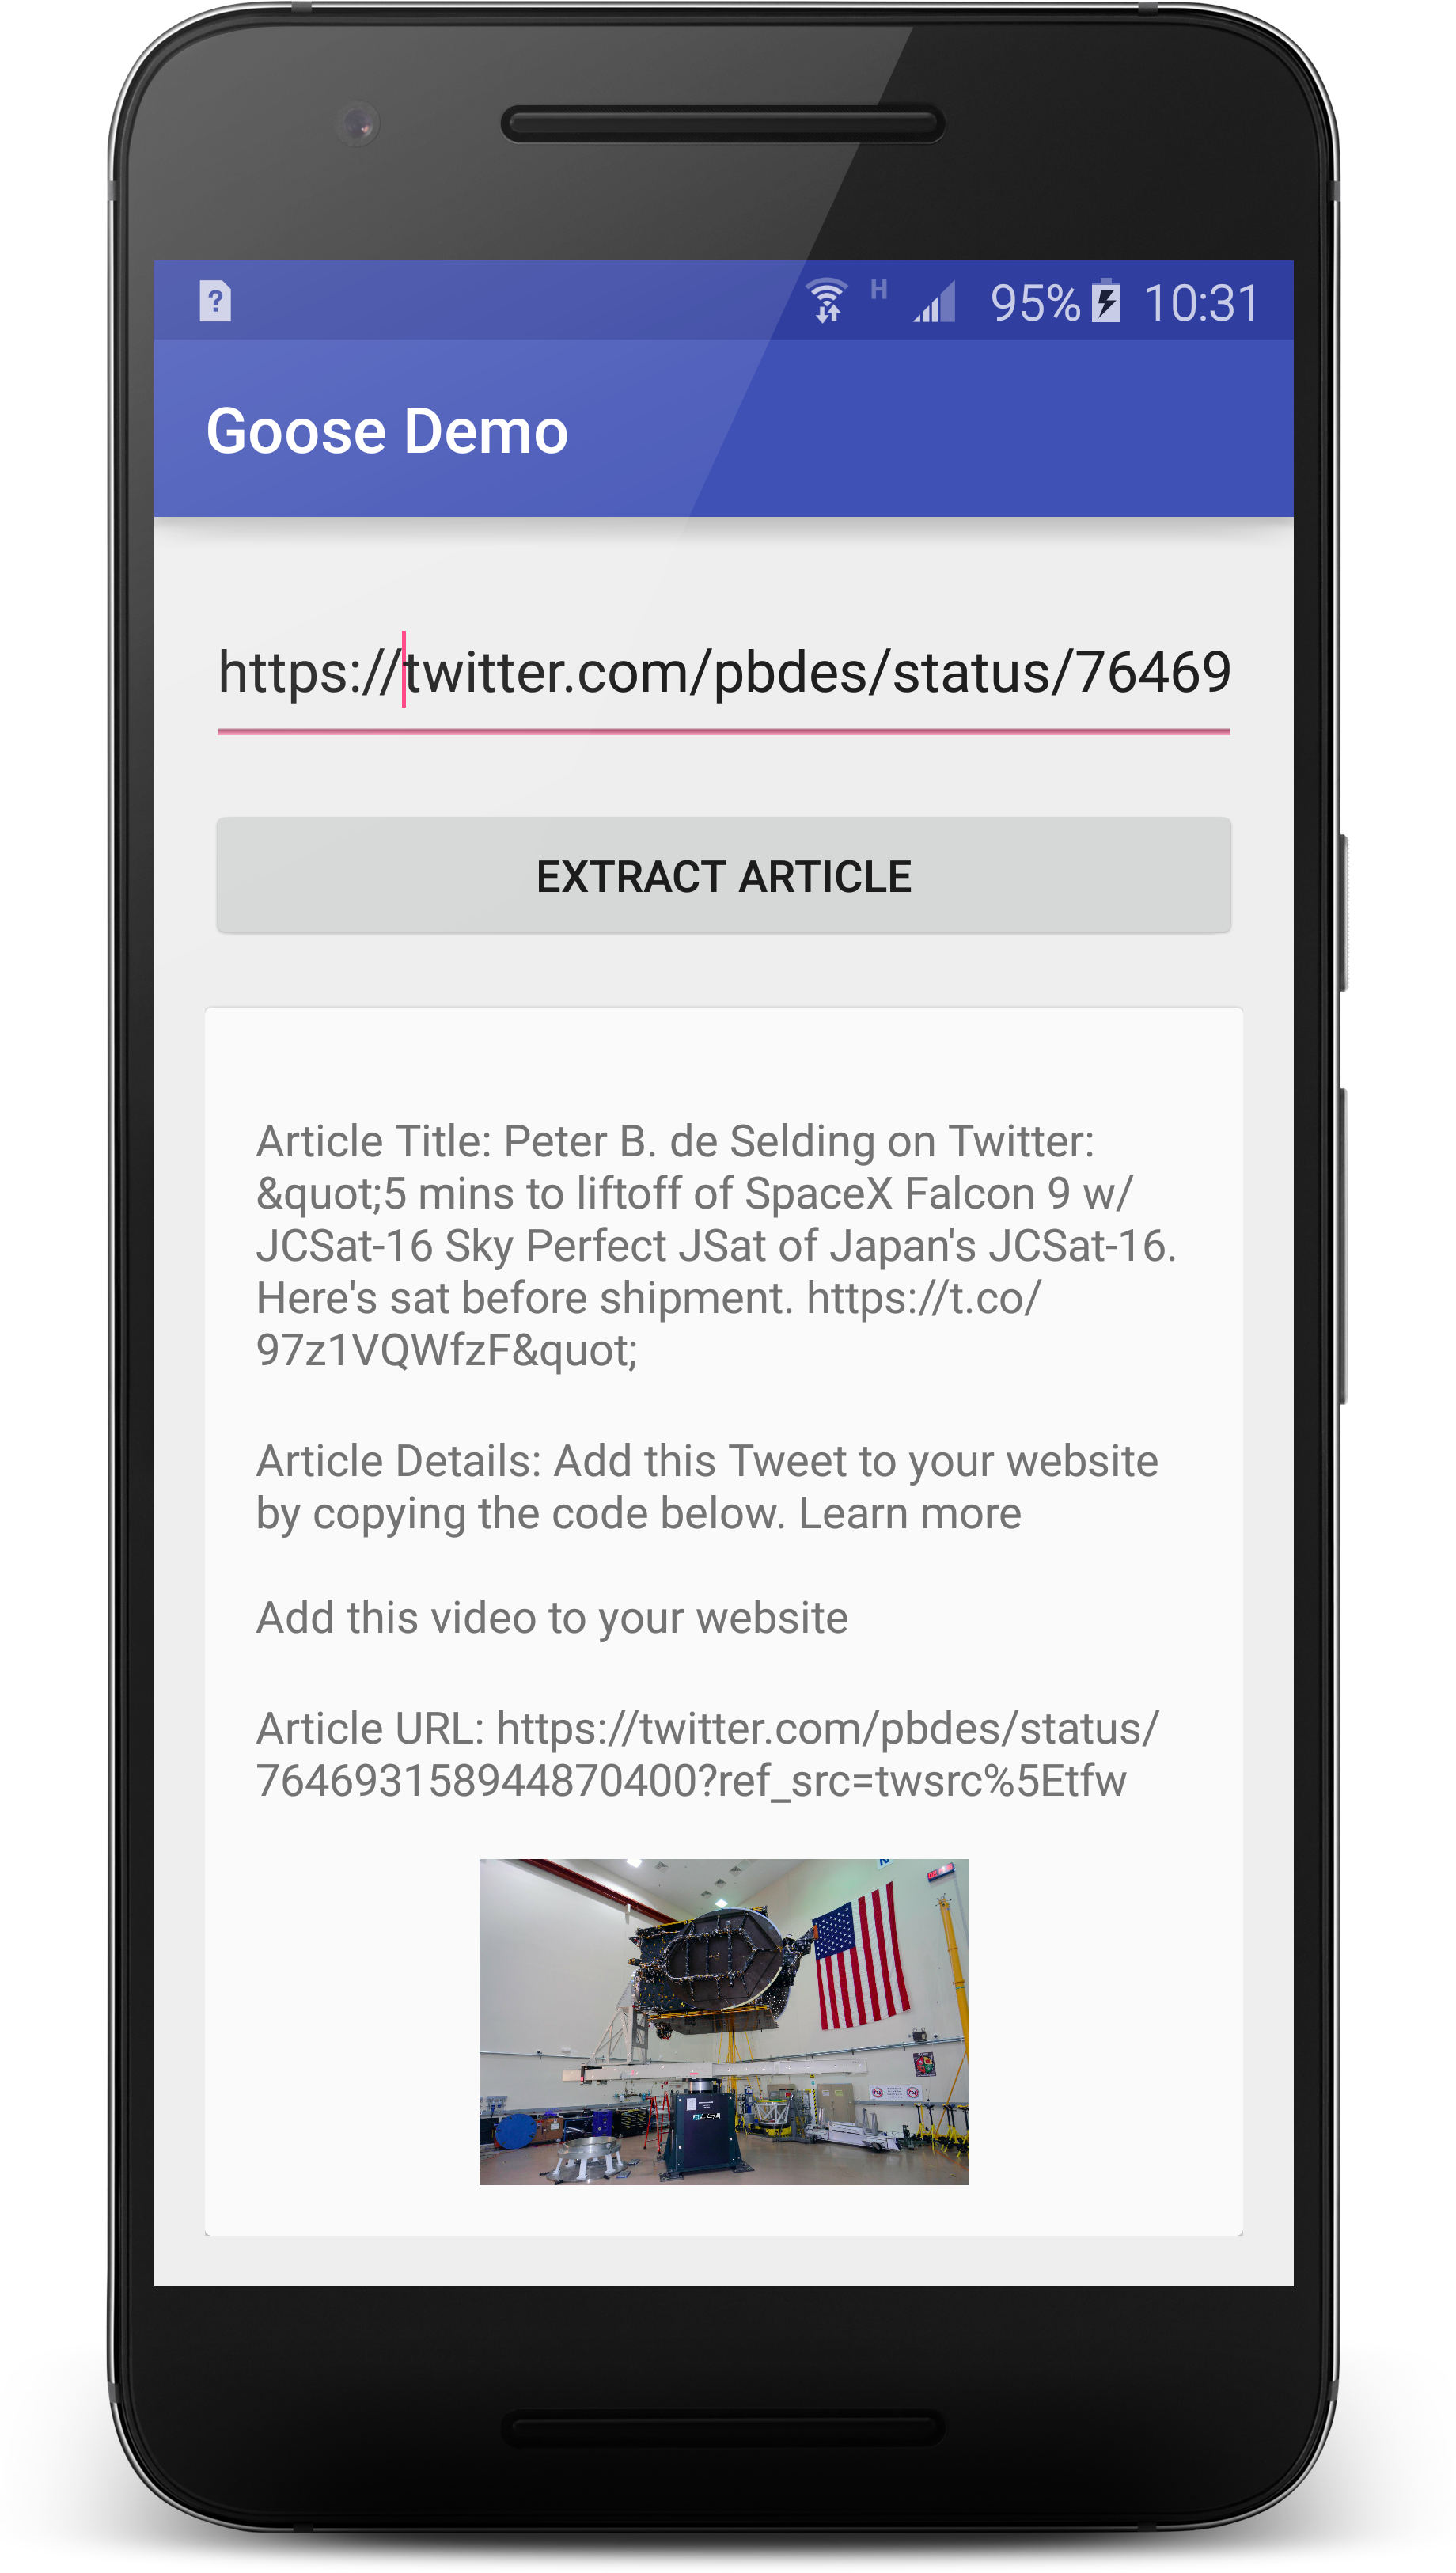 H 95% 10:31
Goose Demo
https://twitter.com/pbdes/status/76469
EXTRACT ARTICLE
Article Title: Peter B. de Selding on Twitter:
&quot;5 mins to liftoff of SpaceX Falcon 9 w/
JCSat-16 Sky Perfect JSat of Japan's JCSat-16.
Here's sat before shipment. https://t.co/
97z1VQWfzF&quot;
Article Details: Add this Tweet to your website
by copying the code below. Learn more
Add this video to your website
Article URL: https://twitter.com/pbdes/status/
764693158944870400?ref_src=twsrc%5Etfw